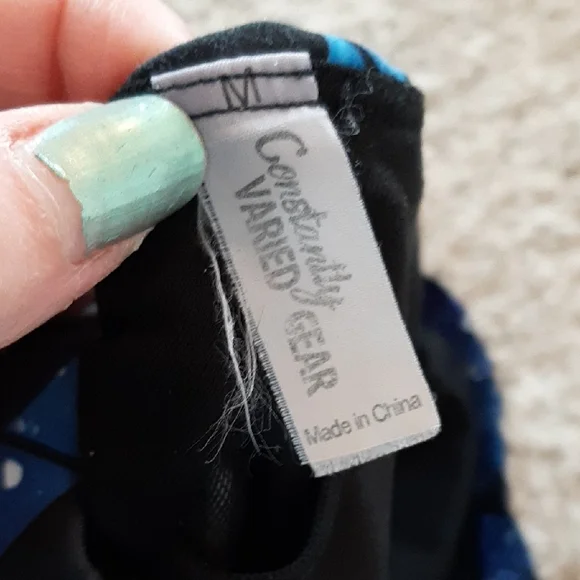 M
Constantly
VARIED GEAR
Made in China